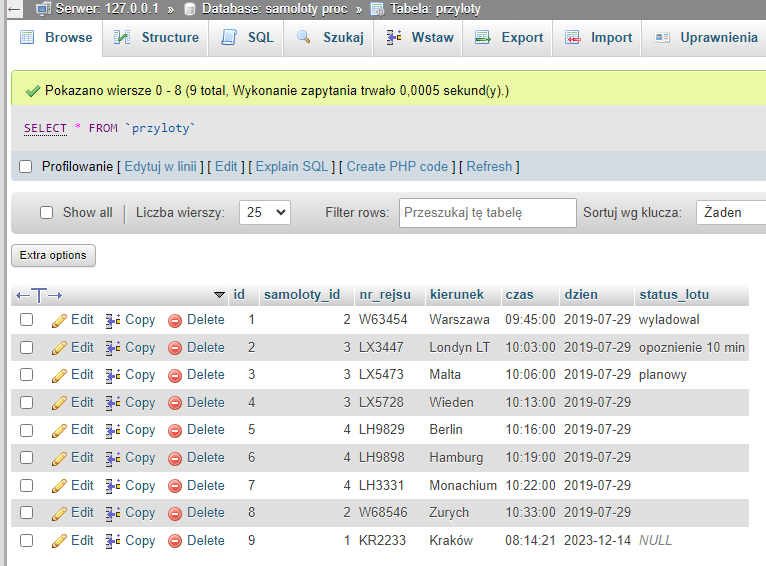 ← Serwer: 127.0.0.1 » Database: samoloty proc » Tabela: przyloty
Browse Structure SQL Szukaj Wstaw Export Import Uprawnienia
Pokazano wiersze 0 - 8 (9 total, Wykonanie zapytania trwało 0,0005 sekund(y).)
SELECT * FROM `przyloty`
Profilowanie [ Edytuj w linii ] [ Edit ] [ Explain SQL ] [ Create PHP code ] [ Refresh ]
Show all | Liczba wierszy: 25 Filter rows: Przeszukaj tę tabelę Sortuj wg klucza: Żaden
Extra options
←T→ id samoloty_id nr_rejsu kierunek czas dzien status_lotu
Edit Copy Delete 1 2 W63454 Warszawa 09:45:00 2019-07-29 wyladowal
Edit Copy Delete 2 3 LX3447 Londyn LT 10:03:00 2019-07-29 opoznienie 10 min
Edit Copy Delete 3 3 LX5473 Malta 10:06:00 2019-07-29 planowy
Edit Copy Delete 4 3 LX5728 Wieden 10:13:00 2019-07-29
Edit Copy Delete 5 4 LH9829 Berlin 10:16:00 2019-07-29
Edit Copy Delete 6 4 LH9898 Hamburg 10:19:00 2019-07-29
Edit Copy Delete 7 4 LH3331 Monachium 10:22:00 2019-07-29
Edit Copy Delete 8 2 W68546 Zurych 10:33:00 2019-07-29
Edit Copy Delete 9 1 KR2233 Kraków 08:14:21 2023-12-14 NULL